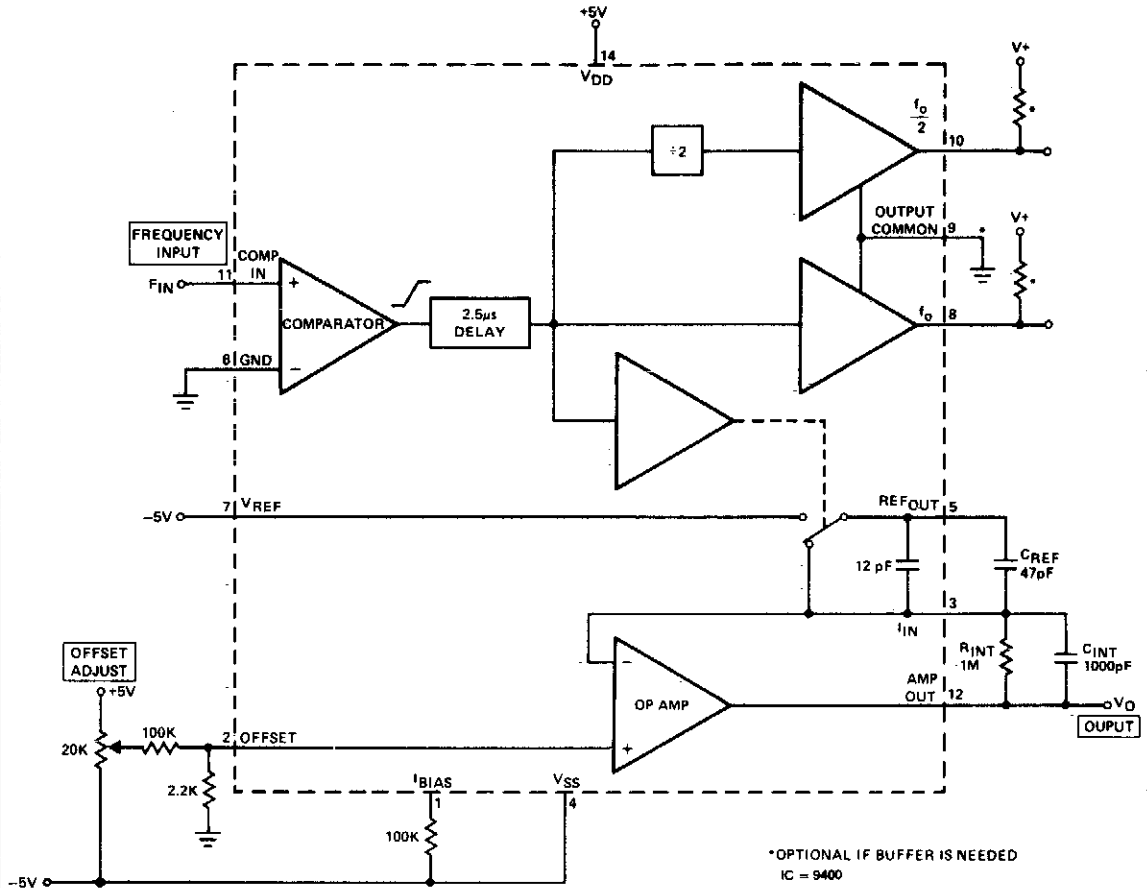 +5V
14
VDD
V+
*
fo
2
10
÷2
OUTPUT
COMMON
9
*
V+
*
FREQUENCY
INPUT
COMP
IN
11
FIN
+
COMPARATOR
2.5µs
DELAY
fo
8
6
GND
–
7
VREF
–5V
REFOUT
5
12 pF
CREF
47pF
3
IIN
RINT
1M
CINT
1000pF
OFFSET
ADJUST
+5V
–
OP AMP
+
AMP
OUT
12
VO
OUPUT
20K
100K
2
OFFSET
2.2K
IBIAS
1
VSS
4
100K
–5V
*OPTIONAL IF BUFFER IS NEEDED
IC = 9400